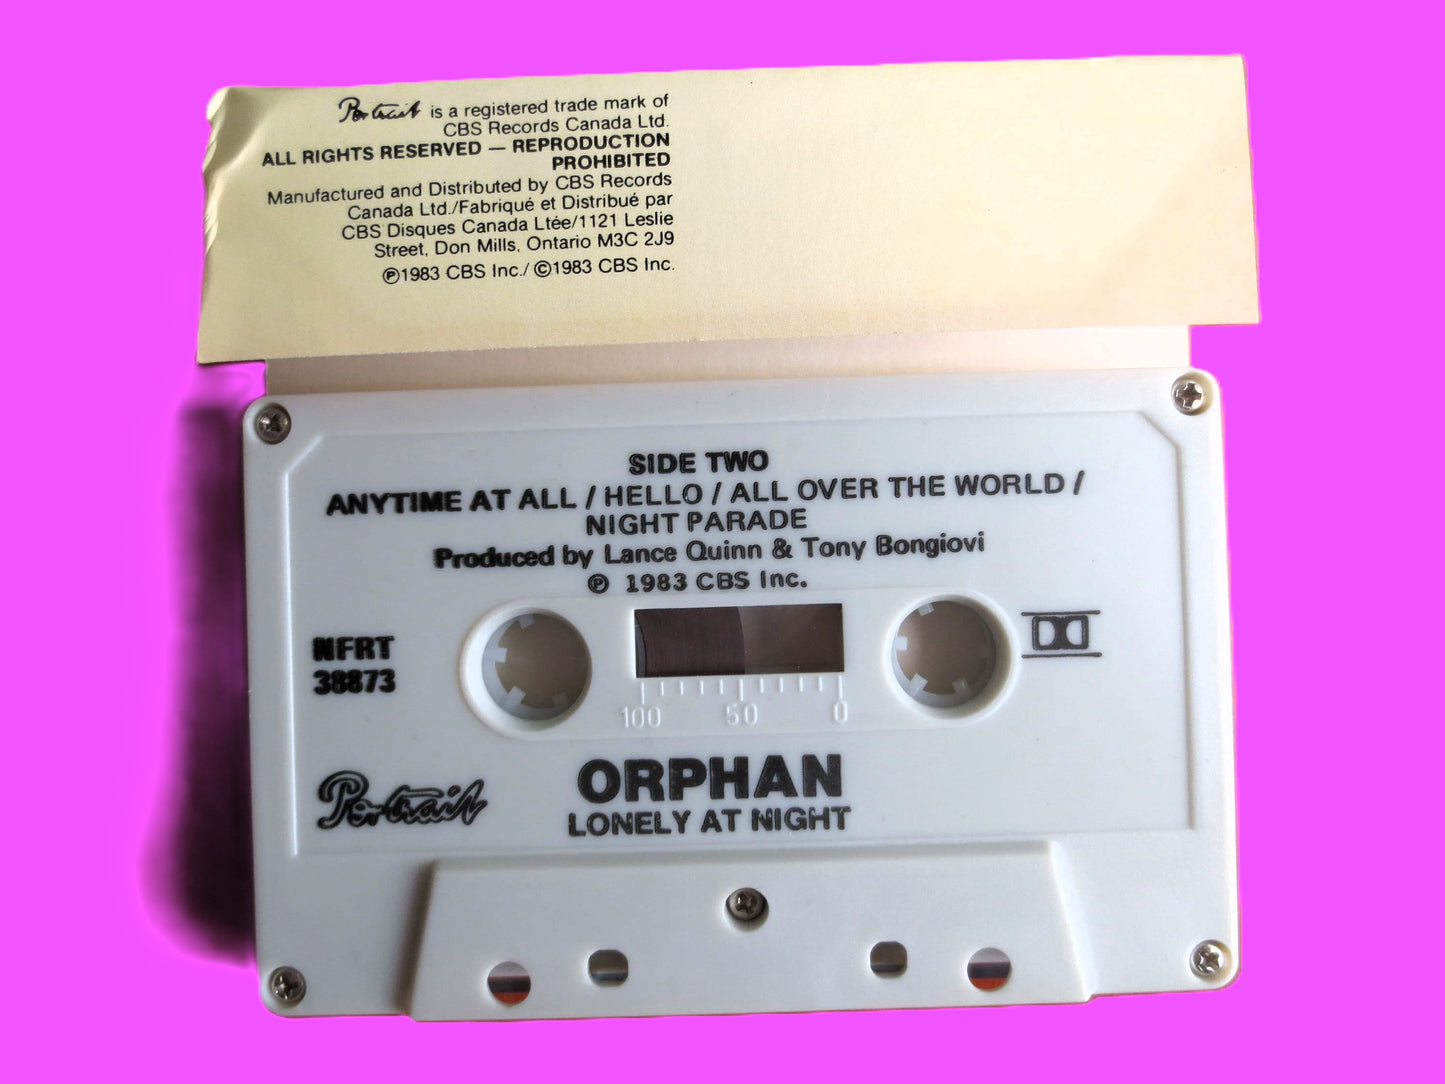 Portrait is a registered trade mark of
CBS Records Canada Ltd.
ALL RIGHTS RESERVED — REPRODUCTION
PROHIBITED
Manufactured and Distributed by CBS Records
Canada Ltd./Fabriqué et Distribué par
CBS Disques Canada Ltée/1121 Leslie
Street, Don Mills, Ontario M3C 2J9
℗1983 CBS Inc./ ©1983 CBS Inc.
SIDE TWO
ANYTIME AT ALL / HELLO / ALL OVER THE WORLD /
NIGHT PARADE
Produced by Lance Quinn & Tony Bongiovi
℗ 1983 CBS Inc.
NFRT
38873
100 50 0
Portrait
ORPHAN
LONELY AT NIGHT